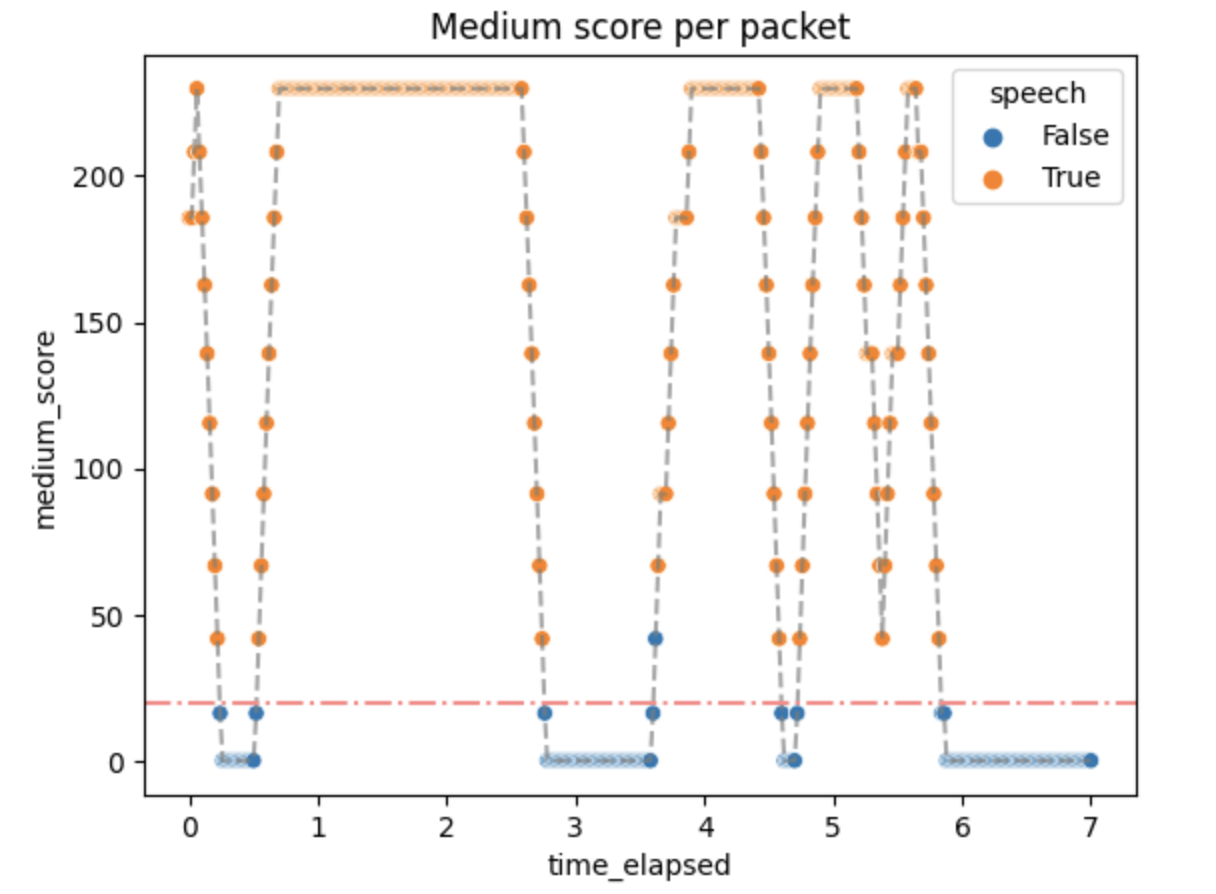 Medium score per packet
speech
False
True
200
150
100
50
0
medium_score
0 1 2 3 4 5 6 7
time_elapsed